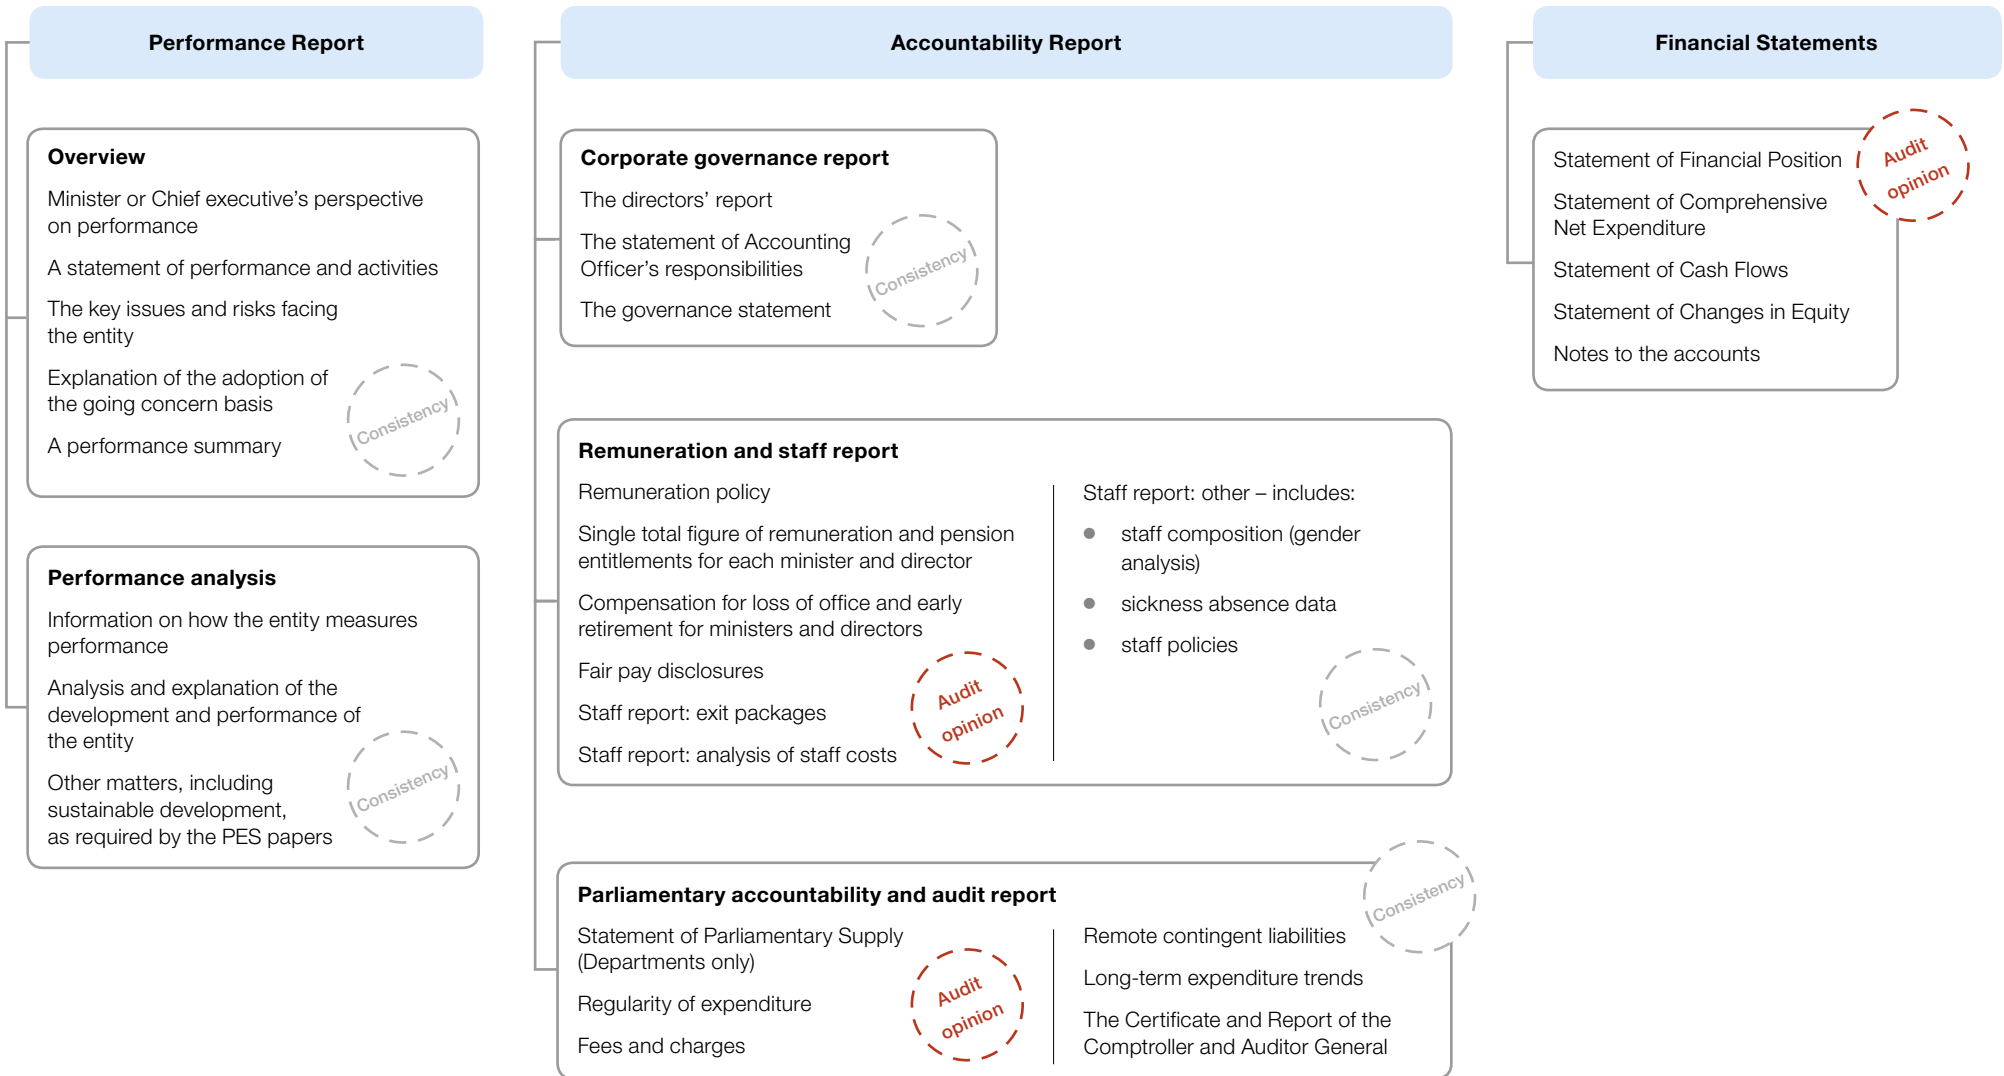 Performance Report
Overview
Minister or Chief executive’s perspective
on performance
A statement of performance and activities
The key issues and risks facing
the entity
Explanation of the adoption of
the going concern basis
A performance summary
Consistency
Performance analysis
Information on how the entity measures
performance
Analysis and explanation of the
development and performance of
the entity
Other matters, including
sustainable development,
as required by the PES papers
Consistency
Accountability Report
Corporate governance report
The directors’ report
The statement of Accounting
Officer’s responsibilities
The governance statement
Consistency
Remuneration and staff report
Remuneration policy
Single total figure of remuneration and pension
entitlements for each minister and director
Compensation for loss of office and early
retirement for ministers and directors
Fair pay disclosures
Staff report: exit packages
Staff report: analysis of staff costs
Audit
opinion
Staff report: other – includes:
● staff composition (gender
analysis)
● sickness absence data
● staff policies
Consistency
Parliamentary accountability and audit report
Statement of Parliamentary Supply
(Departments only)
Regularity of expenditure
Fees and charges
Audit
opinion
Remote contingent liabilities
Long-term expenditure trends
The Certificate and Report of the
Comptroller and Auditor General
Consistency
Financial Statements
Statement of Financial Position
Statement of Comprehensive
Net Expenditure
Statement of Cash Flows
Statement of Changes in Equity
Notes to the accounts
Audit
opinion